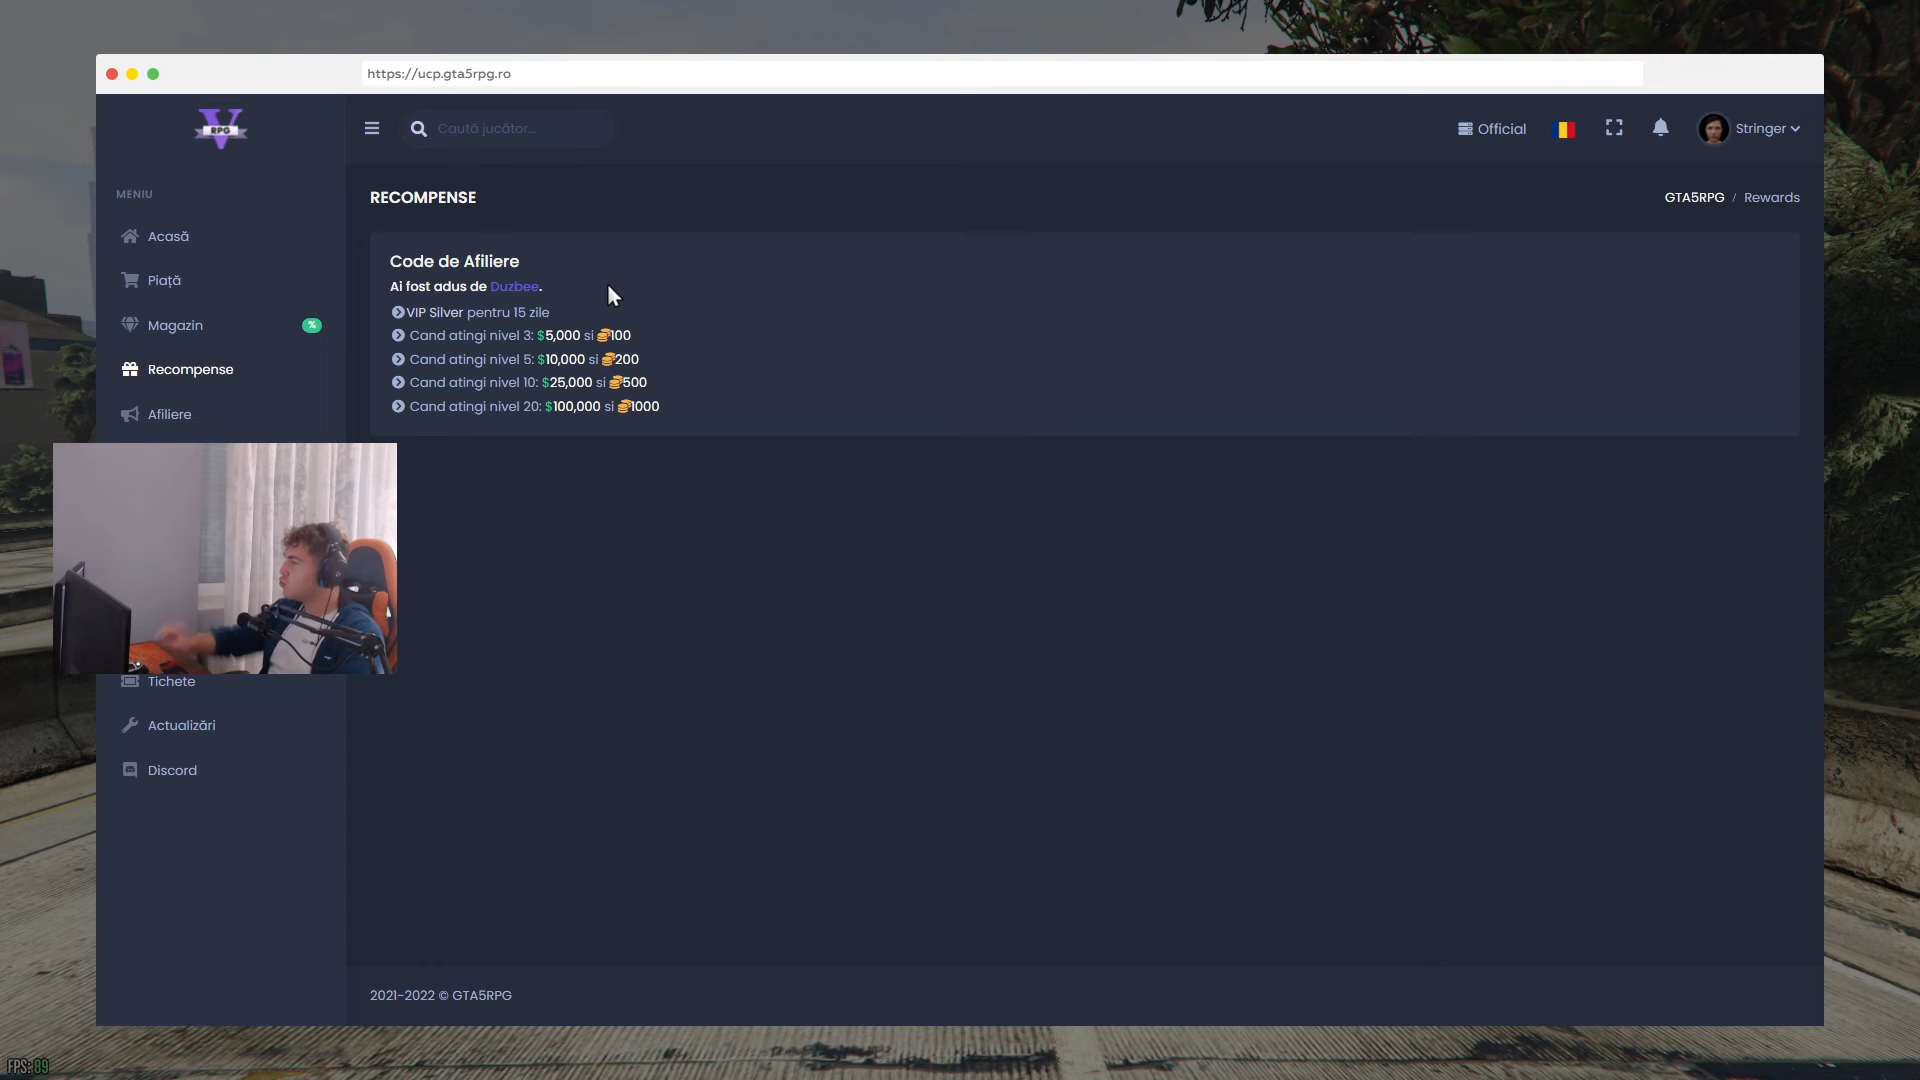 https://ucp.gta5rpg.ro
V
RPG
Caută jucător...
Official
Stringer
MENIU
Acasă
Piață
Magazin
%
Recompense
Afiliere
Tichete
Actualizări
Discord
RECOMPENSE
GTA5RPG / Rewards
Code de Afiliere
Ai fost adus de Duzbee.
VIP Silver pentru 15 zile
Cand atingi nivel 3: $5,000 si 100
Cand atingi nivel 5: $10,000 si 200
Cand atingi nivel 10: $25,000 si 500
Cand atingi nivel 20: $100,000 si 1000
2021-2022 © GTA5RPG
FPS: 89